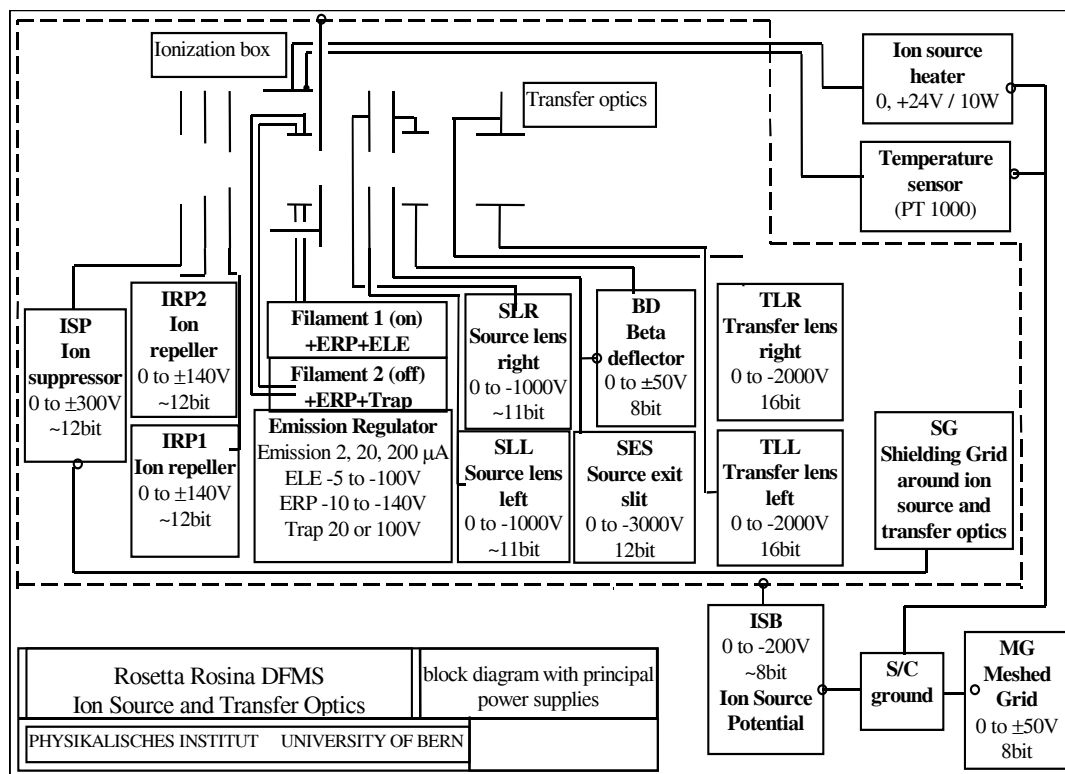 Ionization box
Transfer optics
Ion source
heater
0, +24V / 10W
Temperature
sensor
(PT 1000)
ISP
Ion
suppressor
0 to ±300V
~12bit
IRP2
Ion
repeller
0 to ±140V
~12bit
IRP1
Ion repeller
0 to ±140V
~12bit
Filament 1 (on)
+ERP+ELE
Filament 2 (off)
+ERP+Trap
Emission Regulator
Emission 2, 20, 200 µA
ELE -5 to -100V
ERP -10 to -140V
Trap 20 or 100V
SLR
Source lens
right
0 to -1000V
~11bit
SLL
Source lens
left
0 to -1000V
~11bit
BD
Beta
deflector
0 to ±50V
8bit
SES
Source exit
slit
0 to -3000V
12bit
TLR
Transfer lens
right
0 to -2000V
16bit
TLL
Transfer lens
left
0 to -2000V
16bit
SG
Shielding Grid
around ion
source and
transfer optics
ISB
0 to -200V
~8bit
Ion Source
Potential
S/C
ground
MG
Meshed
Grid
0 to ±50V
8bit
Rosetta Rosina DFMS
Ion Source and Transfer Optics
block diagram with principal
power supplies
PHYSIKALISCHES INSTITUT UNIVERSITY OF BERN